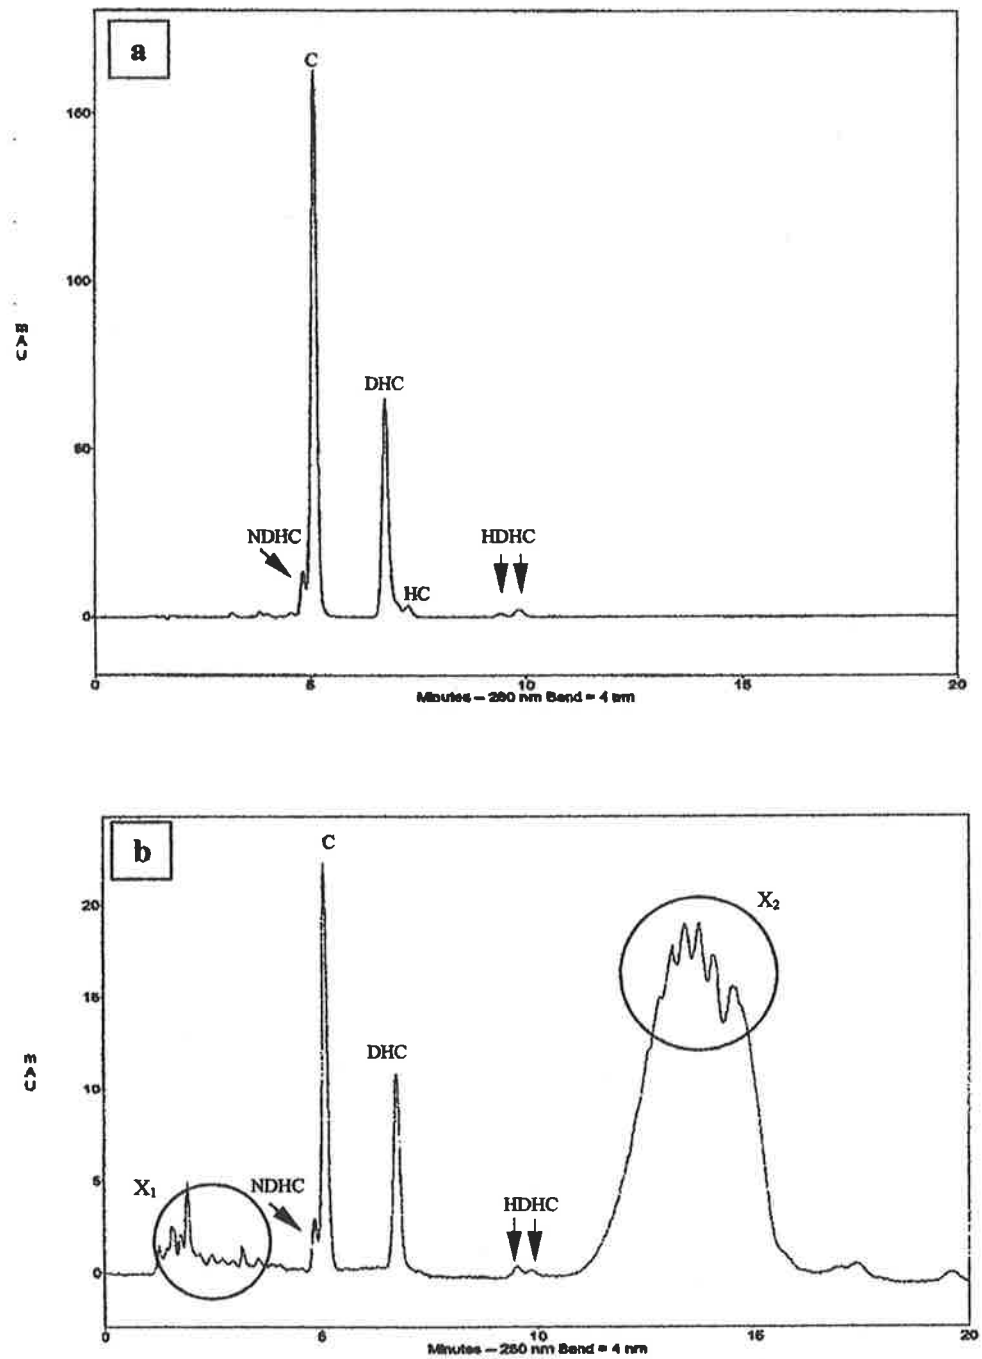 a
C
150
100
mAU
DHC
50
NDHC
HDHC
HC
0
0 5 10 15 20
Minutes -- 280 nm Band = 4 nm
b
C
X₂
20
15
mAU
DHC
10
5
X₁
NDHC
HDHC
0
0 5 10 15 20
Minutes -- 280 nm Band = 4 nm